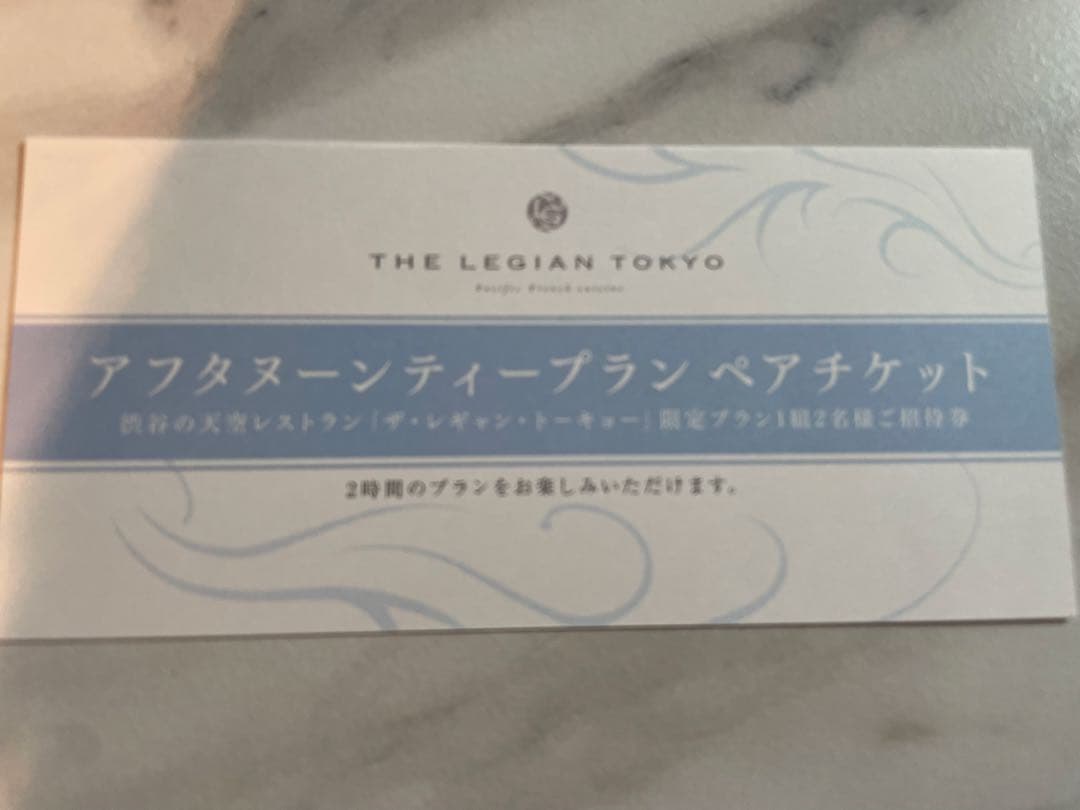 THE LEGIAN TOKYO
Pacific French cuisine
アフタヌーンティープラン ペアチケット
渋谷の天空レストラン「ザ・レギャン・トーキョー」限定プラン1組2名様ご招待券
2時間のプランをお楽しみいただけます。